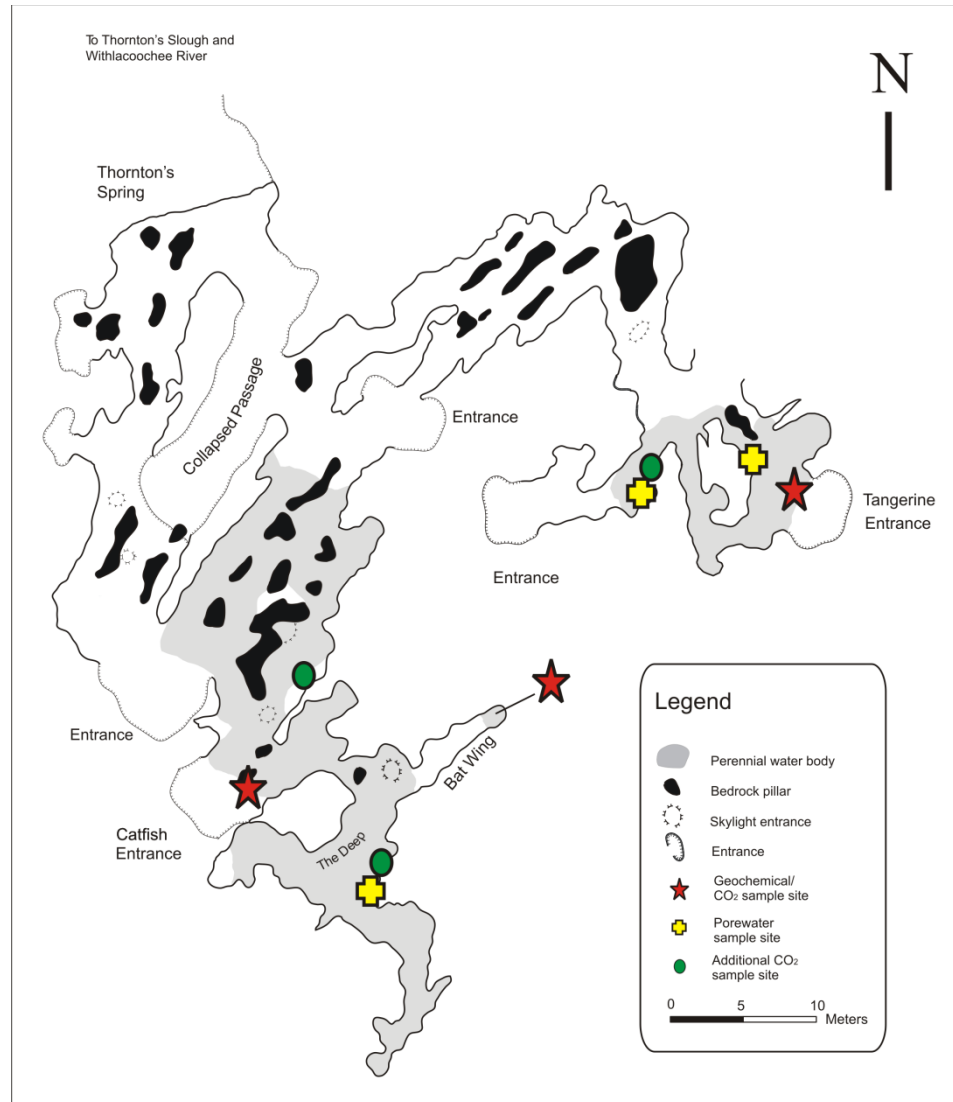 To Thornton's Slough and
Withlacoochee River
N
Thornton's
Spring
Collapsed Passage
Entrance
Tangerine
Entrance
Entrance
Entrance
Bat Wing
Catfish
Entrance
The Deep
Legend
Perennial water body
Bedrock pillar
Skylight entrance
Entrance
Geochemical/
CO₂ sample site
Porewater
sample site
Additional CO₂
sample site
0 5 10
Meters